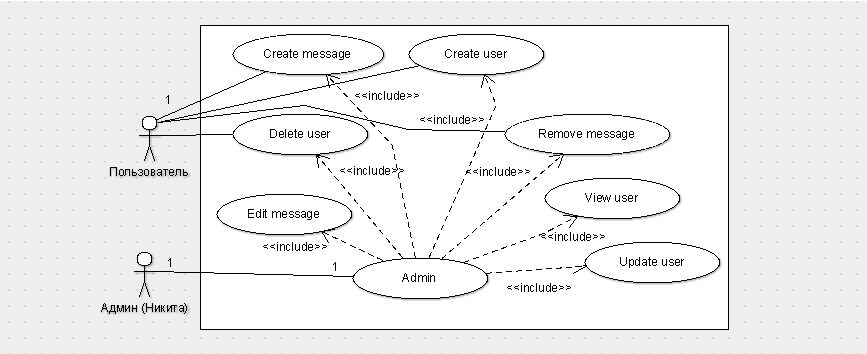 Create message
Create user
1
<<include>>
<<include>>
Delete user
Remove message
Пользователь
<<include>>
<<include>>
View user
Edit message
<<include>>
<<include>>
1
1
Admin
Update user
<<include>>
Админ (Никита)